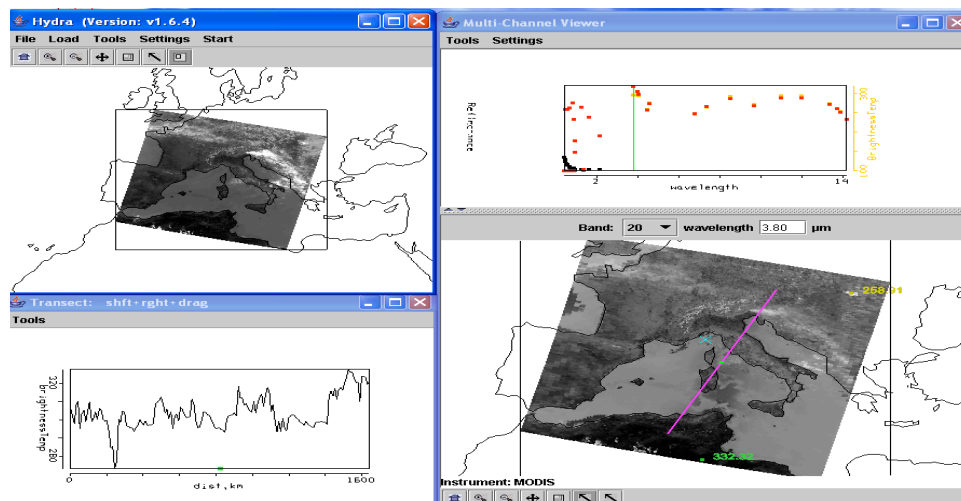 Hydra (Version: v1.6.4)
File Load Tools Settings Start
Multi-Channel Viewer
Tools Settings
Reflectance
300
BrightnessTemp
100
2
14
wavelength
Band: 20 wavelength 3.80 µm
258.91
332.32
Instrument: MODIS
Transect: shft+rght+drag
Tools
320
brightnessTemp
280
0
1600
dist,km